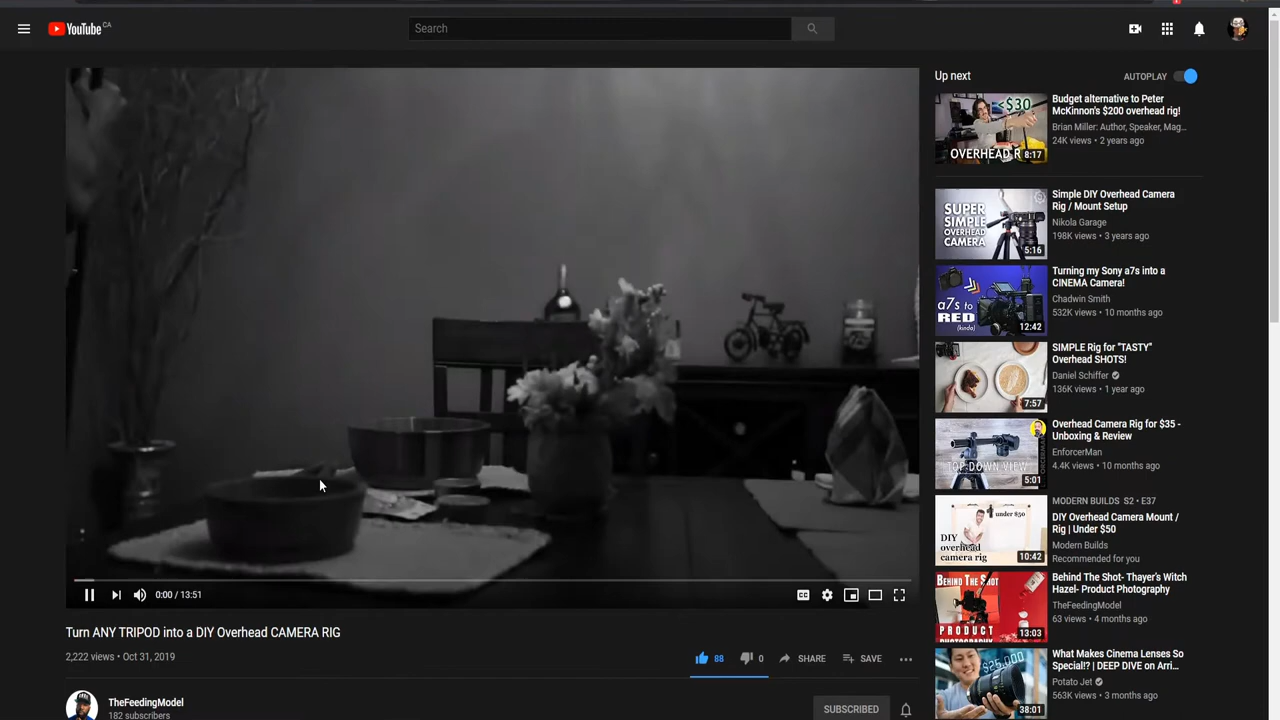 YouTube CA
Search
Up next
AUTOPLAY
<$30
OVERHEAD R
8:17
Budget alternative to Peter
McKinnon's $200 overhead rig!
Brian Miller: Author, Speaker, Mag...
24K views • 2 years ago
SUPER
SIMPLE
OVERHEAD
CAMERA
5:16
Simple DIY Overhead Camera
Rig / Mount Setup
Nikola Garage
198K views • 3 years ago
a7s to
RED
(kinda)
12:42
Turning my Sony a7s into a
CINEMA Camera!
Chadwin Smith
532K views • 10 months ago
7:57
SIMPLE Rig for "TASTY"
Overhead SHOTS!
Daniel Schiffer
136K views • 1 year ago
TOP DOWN VIEW
5:01
Overhead Camera Rig for $35 -
Unboxing & Review
EnforcerMan
4.4K views • 10 months ago
under $50
DIY
overhead
camera rig
10:42
MODERN BUILDS S2 • E37
DIY Overhead Camera Mount /
Rig | Under $50
Modern Builds
Recommended for you
BEHIND THE SHOT
PRODUCT
13:03
Behind The Shot- Thayer's Witch
Hazel- Product Photography
TheFeedingModel
63 views • 4 months ago
$25,000
38:01
What Makes Cinema Lenses So
Special!? | DEEP DIVE on Arri...
Potato Jet
563K views • 3 months ago
0:00 / 13:51
Turn ANY TRIPOD into a DIY Overhead CAMERA RIG
2,222 views • Oct 31, 2019
88
0
SHARE
SAVE
TheFeedingModel
182 subscribers
SUBSCRIBED